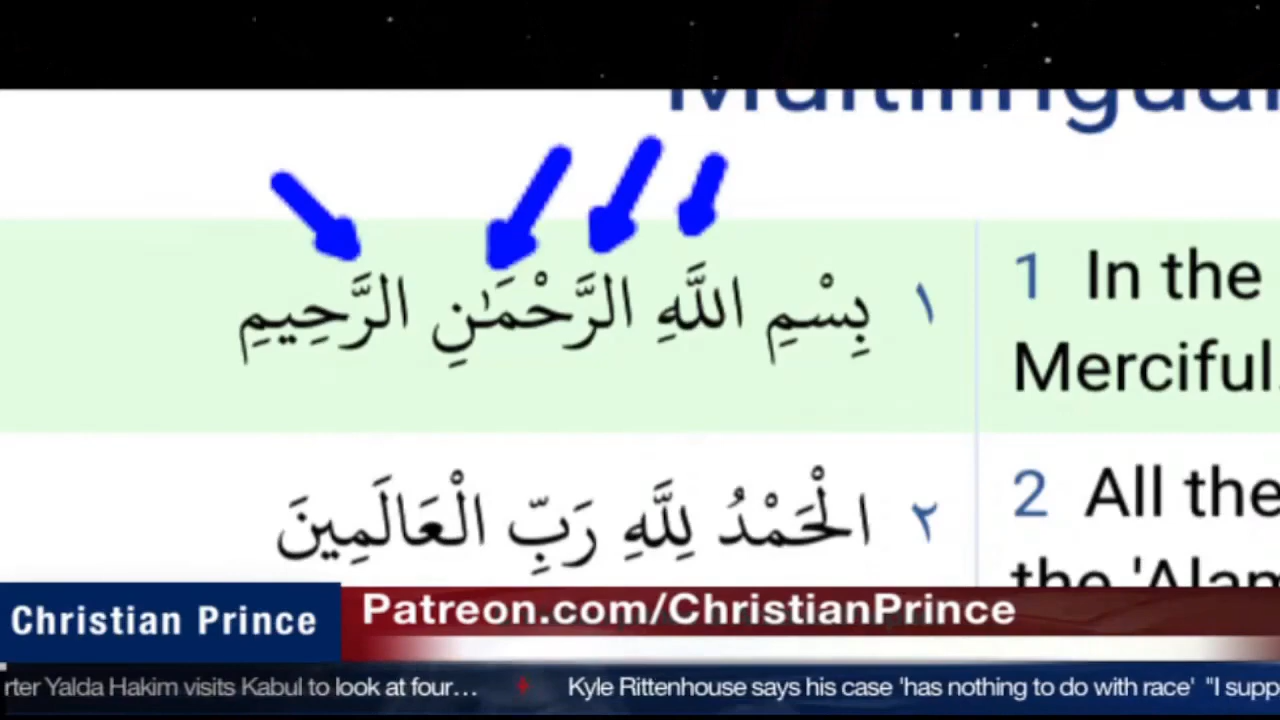 Multilingual
١ بِسْمِ اللَّهِ الرَّحْمَٰنِ الرَّحِيمِ
1 In the
Merciful.
٢ الْحَمْدُ لِلَّهِ رَبِّ الْعَالَمِينَ
2 All the
the 'Alam
Christian Prince
Patreon.com/ChristianPrince
rter Yalda Hakim visits Kabul to look at four… Kyle Rittenhouse says his case 'has nothing to do with race' "I supp